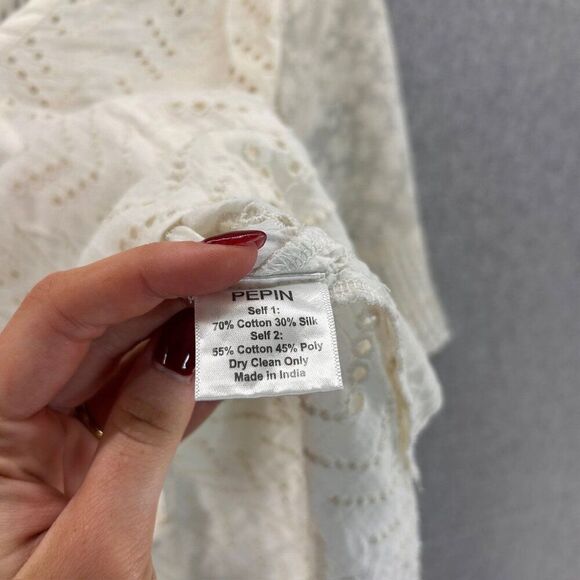 PEPIN
Self 1:
70% Cotton 30% Silk
Self 2:
55% Cotton 45% Poly
Dry Clean Only
Made in India